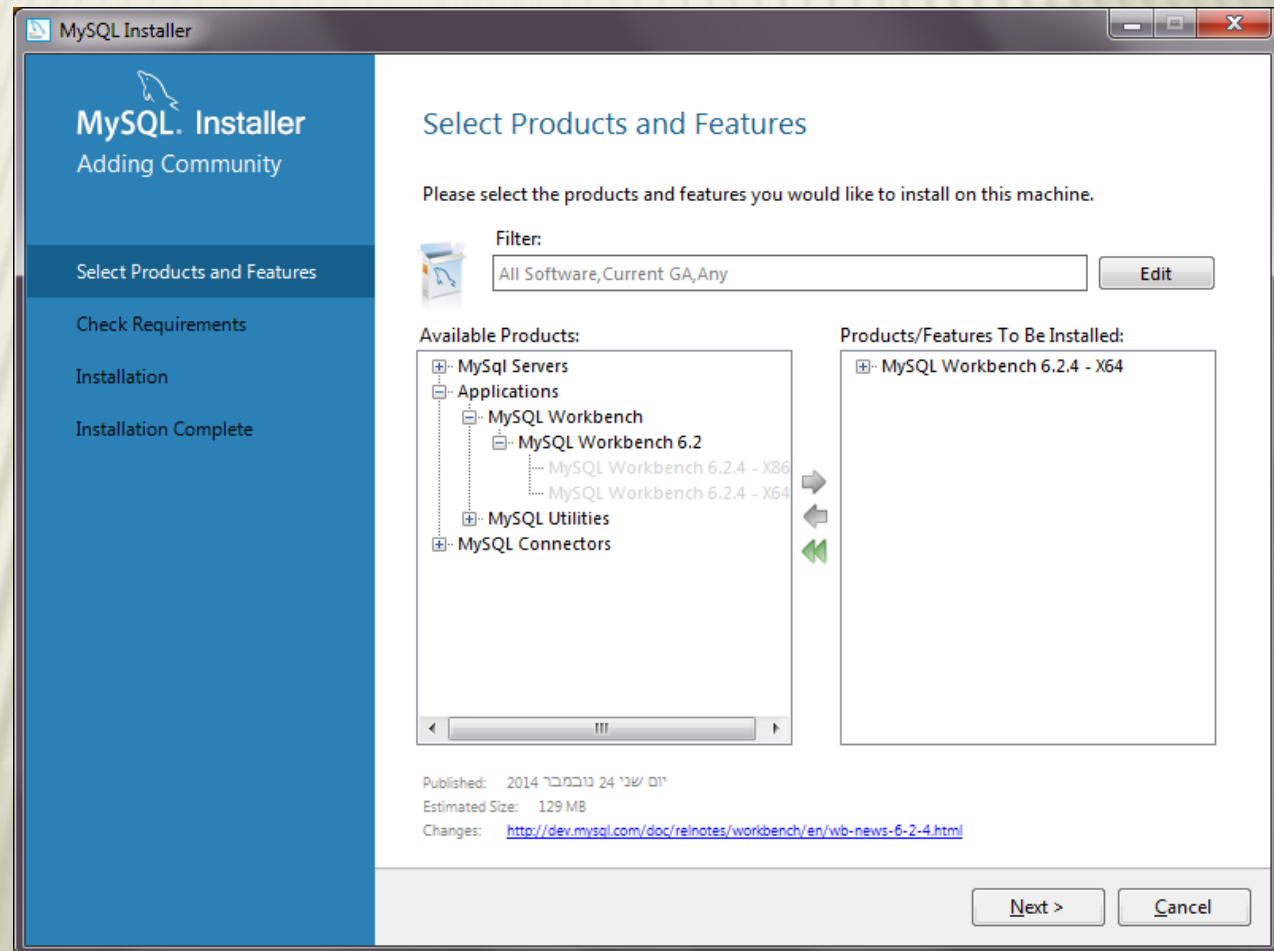 MySQL Installer
MySQL. Installer
Adding Community
Select Products and Features
Check Requirements
Installation
Installation Complete
Select Products and Features
Please select the products and features you would like to install on this machine.
Filter:
All Software,Current GA,Any
Edit
Available Products:
MySql Servers
Applications
MySQL Workbench
MySQL Workbench 6.2
MySQL Workbench 6.2.4 - X86
MySQL Workbench 6.2.4 - X64
MySQL Utilities
MySQL Connectors
Products/Features To Be Installed:
MySQL Workbench 6.2.4 - X64
Published: יום שני 24 נובמבר 2014
Estimated Size: 129 MB
Changes: http://dev.mysql.com/doc/relnotes/workbench/en/wb-news-6-2-4.html
Next >
Cancel